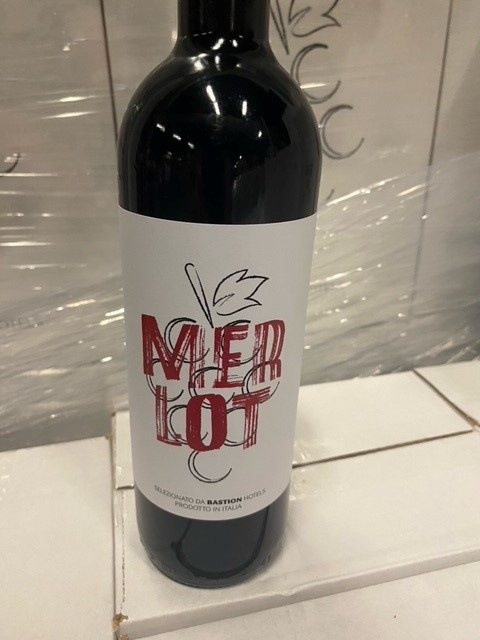 MER
LOT
SELEZIONATO DA BASTION HOTELS
PRODOTTO IN ITALIA